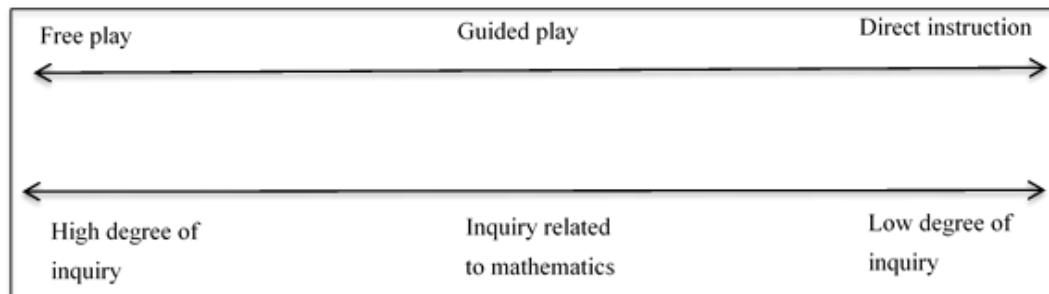 Free play Guided play Direct instruction
High degree of Inquiry related Low degree of
inquiry to mathematics inquiry